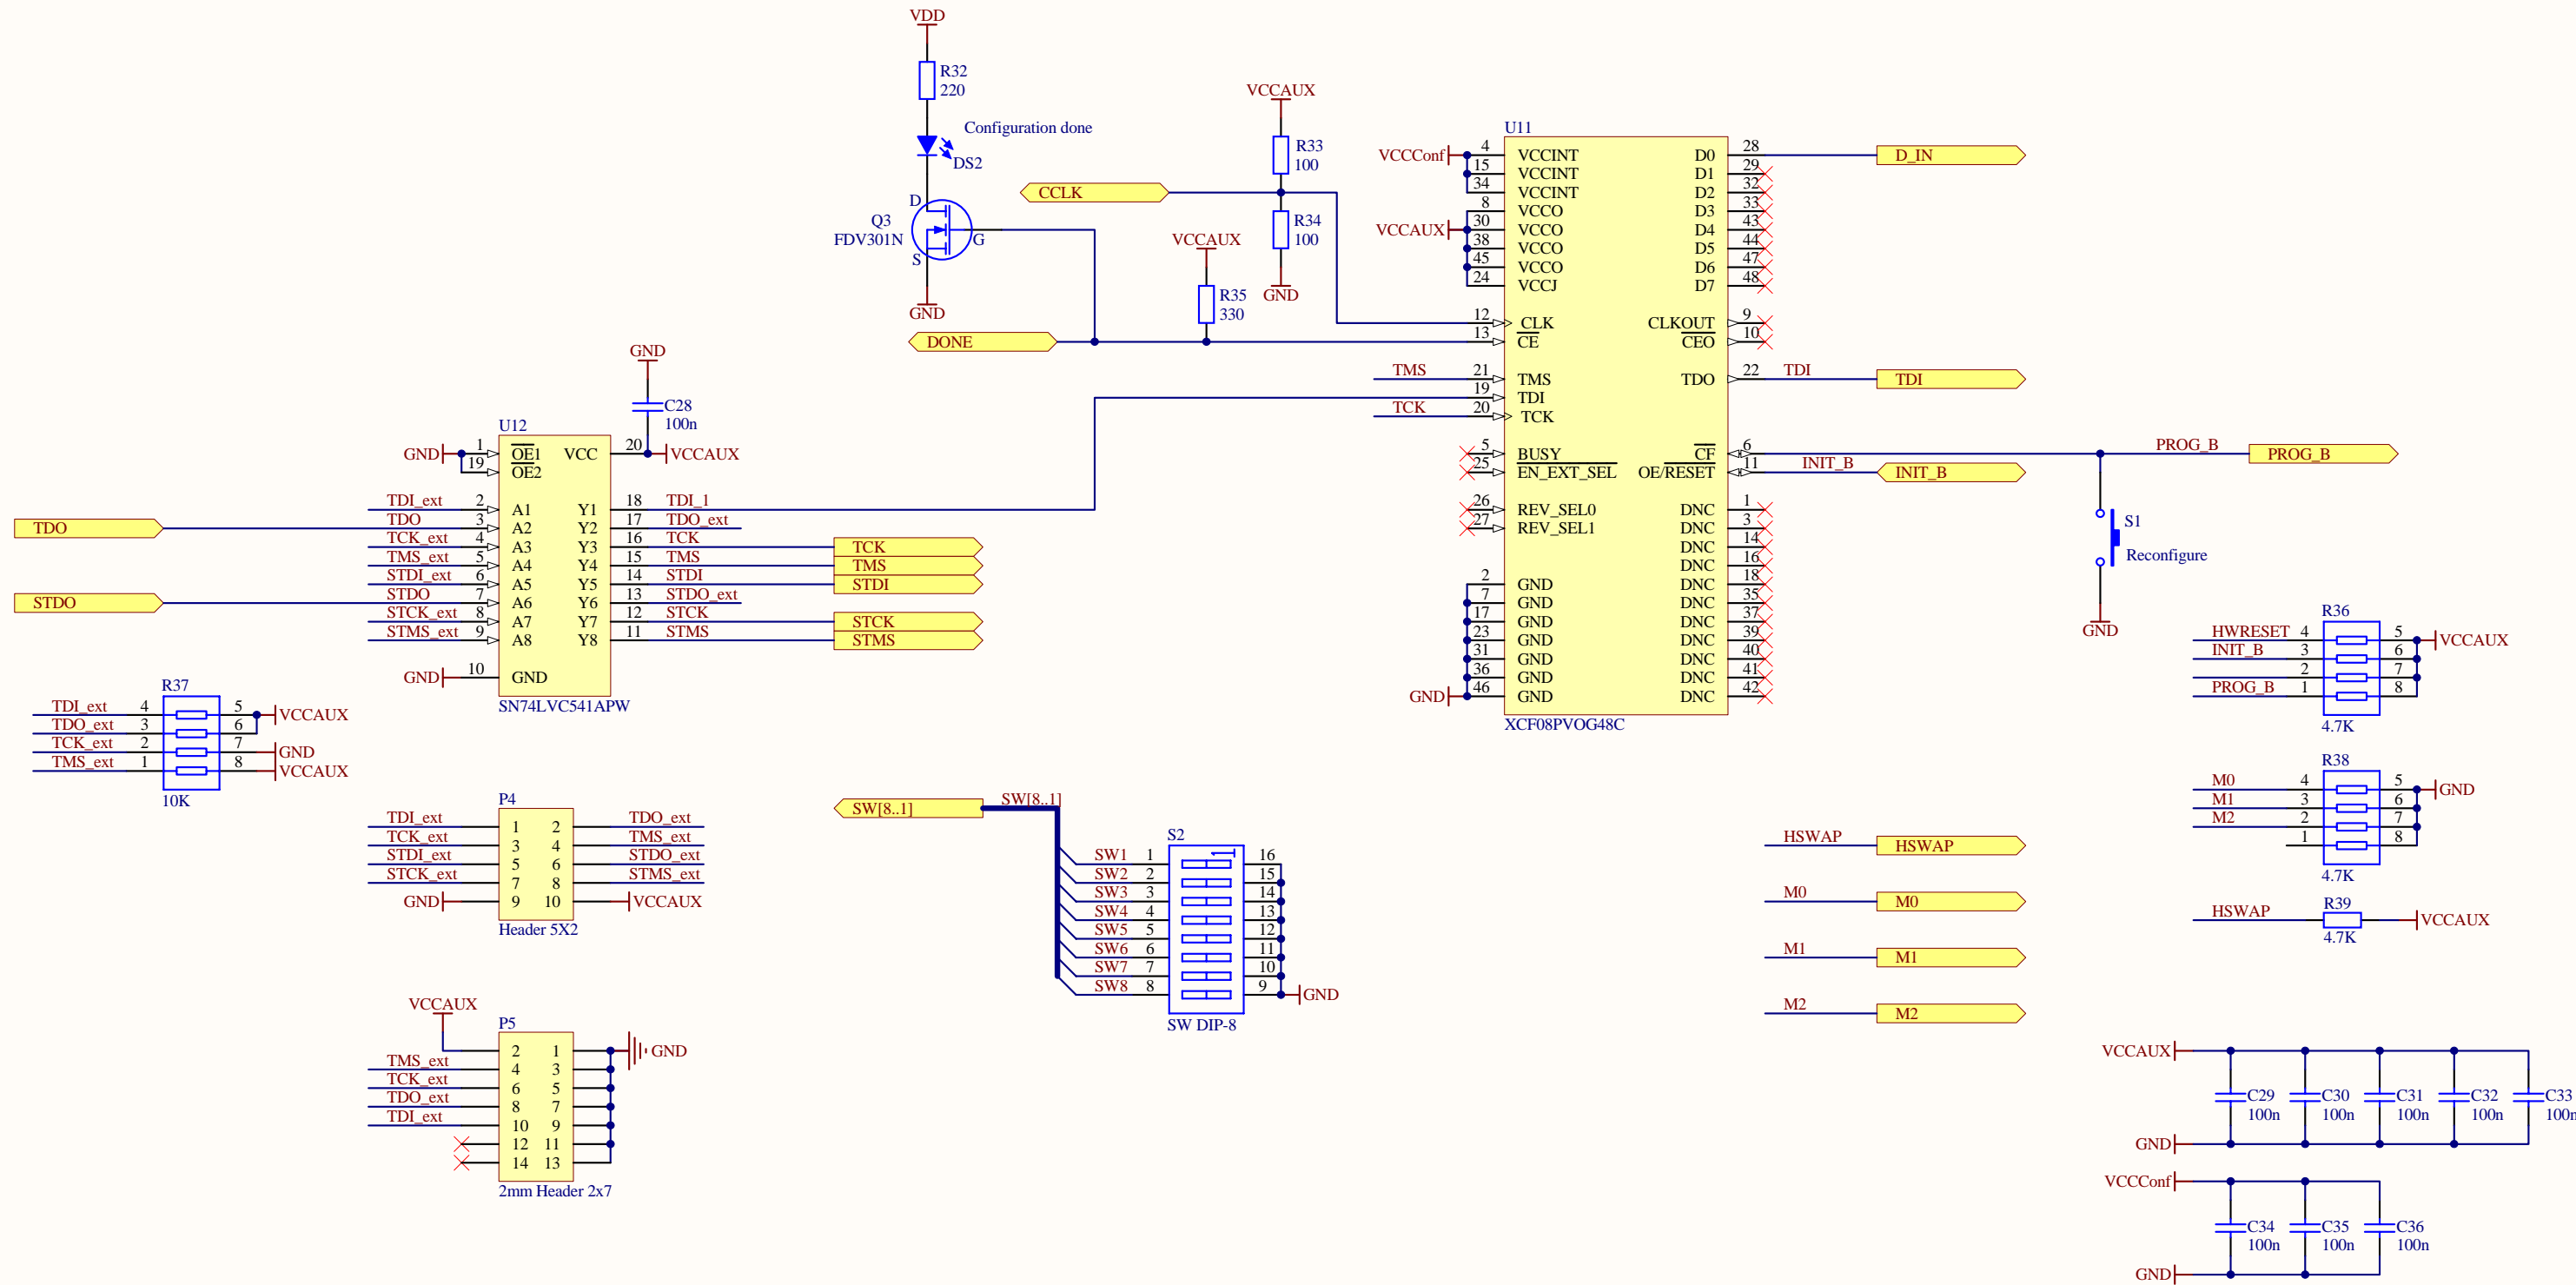 VDD
R32
220
Configuration done
DS2
D
Q3
FDV301N
G
S
GND
VCCAUX
R33
100
CCLK
R34
100
GND
VCCAUX
R35
330
DONE
U11
VCCConf
4 VCCINT D0 28 D_IN
15 VCCINT D1 29
34 VCCINT D2 32
8 VCCO D3 33
VCCAUX 30 VCCO D4 43
38 VCCO D5 44
45 VCCO D6 47
24 VCCJ D7 48
12 CLK CLKOUT 9
13 CE CEO 10
TMS 21 TMS TDO 22 TDI TDI
19 TDI
TCK 20 TCK
5 BUSY CF 6 PROG_B PROG_B
25 EN_EXT_SEL OE/RESET 11 INIT_B INIT_B
26 REV_SEL0 DNC 1
27 REV_SEL1 DNC 3
DNC 14
DNC 16
2 GND DNC 18
7 GND DNC 35
17 GND DNC 37
23 GND DNC 39
31 GND DNC 40
36 GND DNC 41
GND 46 GND DNC 42
XCF08PVOG48C
S1
Reconfigure
GND
GND
C28
100n
U12
GND 1 OE1 VCC 20 VCCAUX
19 OE2
TDI_ext 2 A1 Y1 18 TDI_1
TDO TDO 3 A2 Y2 17 TDO_ext
TCK_ext 4 A3 Y3 16 TCK TCK
TMS_ext 5 A4 Y4 15 TMS TMS
STDI_ext 6 A5 Y5 14 STDI STDI
STDO STDO 7 A6 Y6 13 STDO_ext
STCK_ext 8 A7 Y7 12 STCK STCK
STMS_ext 9 A8 Y8 11 STMS STMS
GND 10 GND
SN74LVC541APW
R37
TDI_ext 4 5 VCCAUX
TDO_ext 3 6
TCK_ext 2 7 GND
TMS_ext 1 8 VCCAUX
10K
P4
TDI_ext 1 2 TDO_ext
TCK_ext 3 4 TMS_ext
STDI_ext 5 6 STDO_ext
STCK_ext 7 8 STMS_ext
GND 9 10 VCCAUX
Header 5X2
VCCAUX
P5
2 1 GND
TMS_ext 4 3
TCK_ext 6 5
TDO_ext 8 7
TDI_ext 10 9
12 11
14 13
2mm Header 2x7
SW[8..1] SW[8..1]
S2
SW1 1 16
SW2 2 15
SW3 3 14
SW4 4 13
SW5 5 12
SW6 6 11
SW7 7 10
SW8 8 9 GND
SW DIP-8
HSWAP HSWAP
M0 M0
M1 M1
M2 M2
R36
HWRESET 4 5 VCCAUX
INIT_B 3 6
2 7
PROG_B 1 8
4.7K
R38
M0 4 5 GND
M1 3 6
M2 2 7
1 8
4.7K
R39
HSWAP VCCAUX
4.7K
VCCAUX
C29 C30 C31 C32 C33
100n 100n 100n 100n 100n
GND
VCCConf
C34 C35 C36
100n 100n 100n
GND